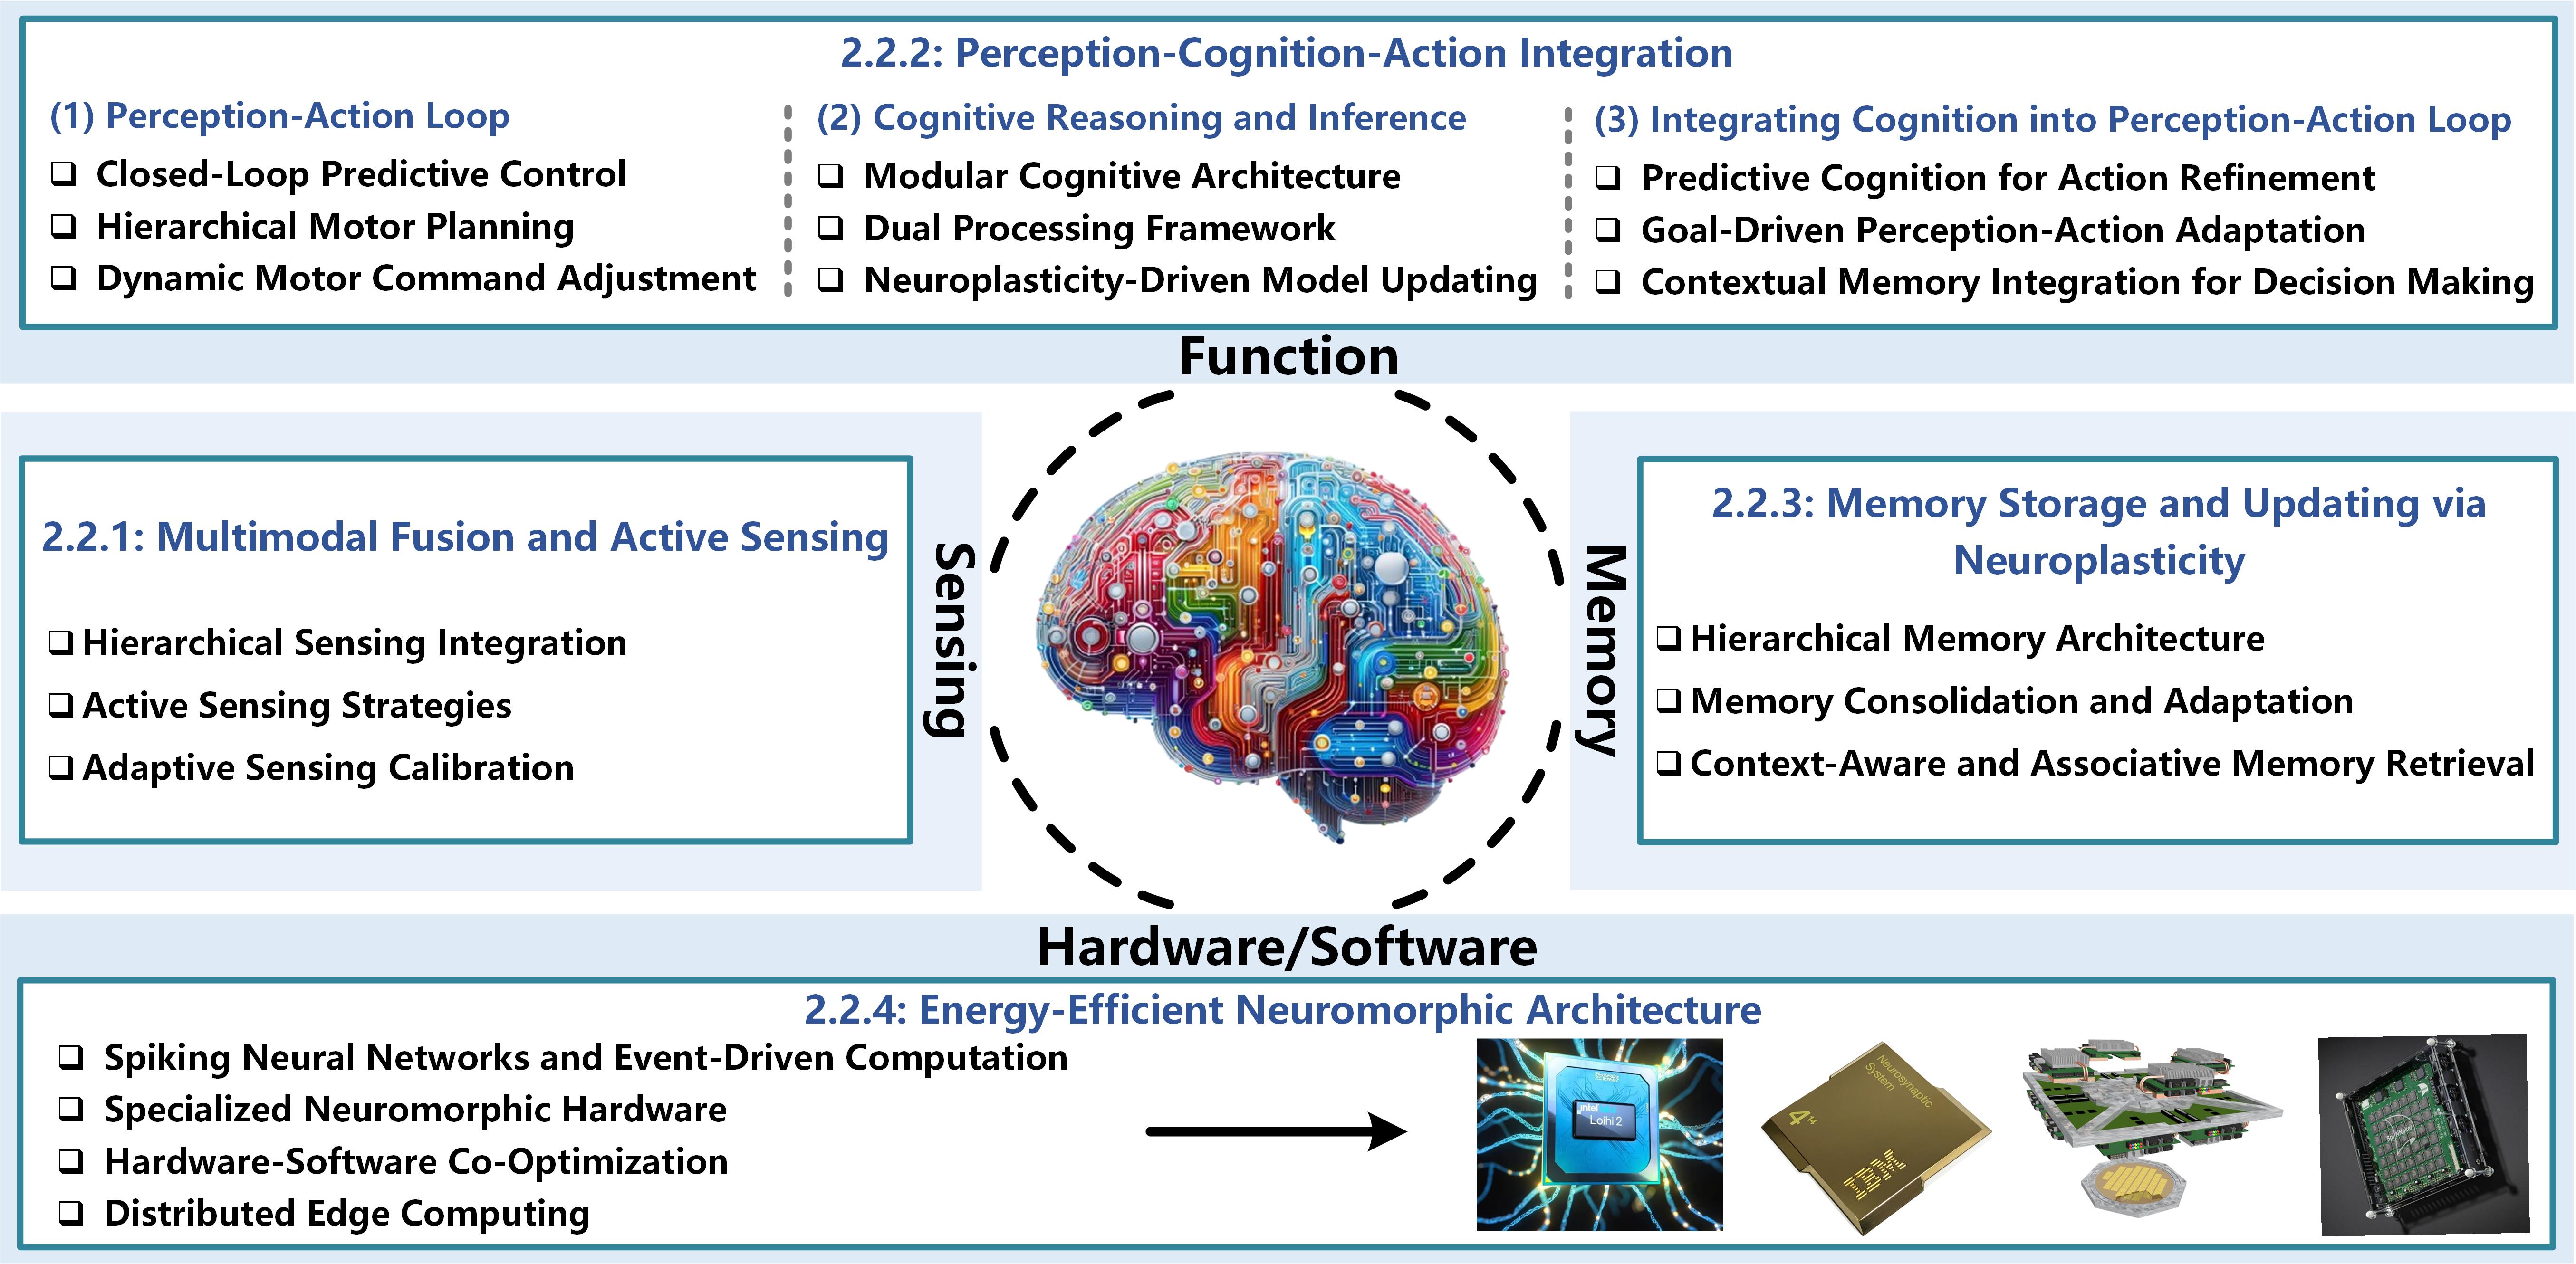 2.2.2: Perception-Cognition-Action Integration
(1) Perception-Action Loop
Closed-Loop Predictive Control
Hierarchical Motor Planning
Dynamic Motor Command Adjustment
(2) Cognitive Reasoning and Inference
Modular Cognitive Architecture
Dual Processing Framework
Neuroplasticity-Driven Model Updating
(3) Integrating Cognition into Perception-Action Loop
Predictive Cognition for Action Refinement
Goal-Driven Perception-Action Adaptation
Contextual Memory Integration for Decision Making
Function
2.2.1: Multimodal Fusion and Active Sensing
Hierarchical Sensing Integration
Active Sensing Strategies
Adaptive Sensing Calibration
Sensing
Memory
2.2.3: Memory Storage and Updating via
Neuroplasticity
Hierarchical Memory Architecture
Memory Consolidation and Adaptation
Context-Aware and Associative Memory Retrieval
Hardware/Software
2.2.4: Energy-Efficient Neuromorphic Architecture
Spiking Neural Networks and Event-Driven Computation
Specialized Neuromorphic Hardware
Hardware-Software Co-Optimization
Distributed Edge Computing
intel
Loihi 2
Neurosynaptic
System
4¹⁴